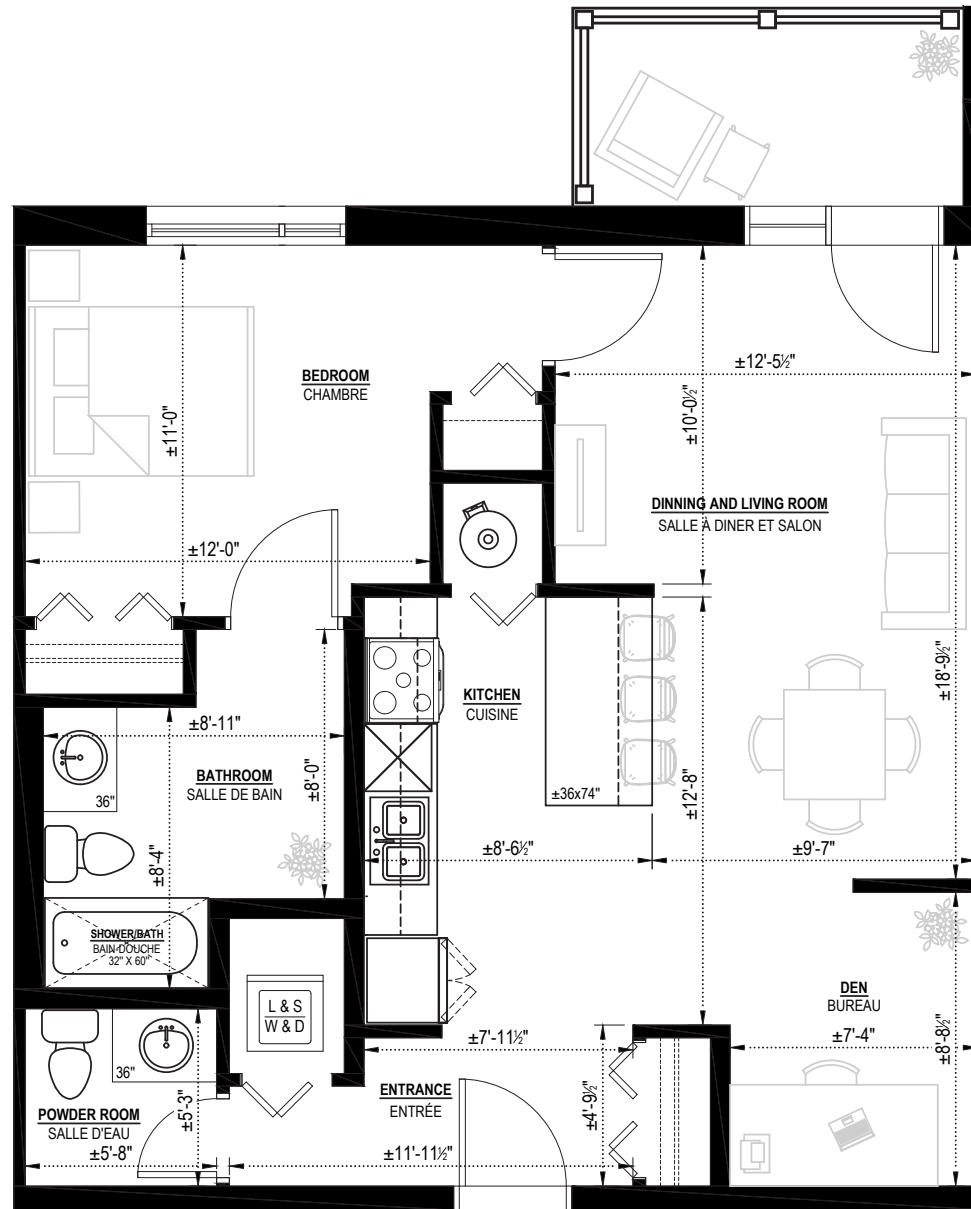 BEDROOM
CHAMBRE
±11'-0"
±12'-0"
±12'-5½"
±10'-0½"
DINNING AND LIVING ROOM
SALLE À DINER ET SALON
±18'-9½"
KITCHEN
CUISINE
±36x74"
±12'-8"
±8'-6½"
±9'-7"
±8'-11"
BATHROOM
SALLE DE BAIN
±8'-0"
36"
±8'-4"
SHOWER/BATH
BAIN-DOUCHE
32" X 60"
L & S
W & D
DEN
BUREAU
±7'-4"
±8'-8½"
±7'-11½"
ENTRANCE
ENTRÉE
±4'-9½"
±11'-11½"
36"
POWDER ROOM
SALLE D'EAU
±5'-3"
±5'-8"